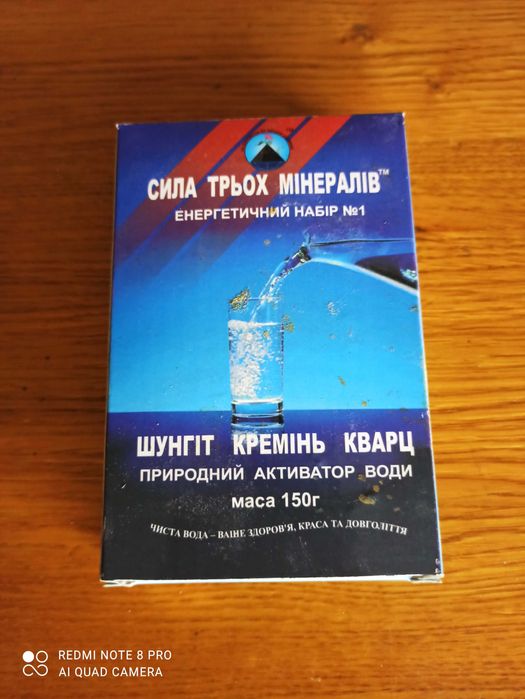 СИЛА ТРЬОХ МІНЕРАЛІВ™
ЕНЕРГЕТИЧНИЙ НАБІР №1
ШУНГІТ КРЕМІНЬ КВАРЦ
ПРИРОДНИЙ АКТИВАТОР ВОДИ
маса 150г
ЧИСТА ВОДА – ВАШЕ ЗДОРОВ'Я, КРАСА ТА ДОВГОЛІТТЯ
REDMI NOTE 8 PRO
AI QUAD CAMERA